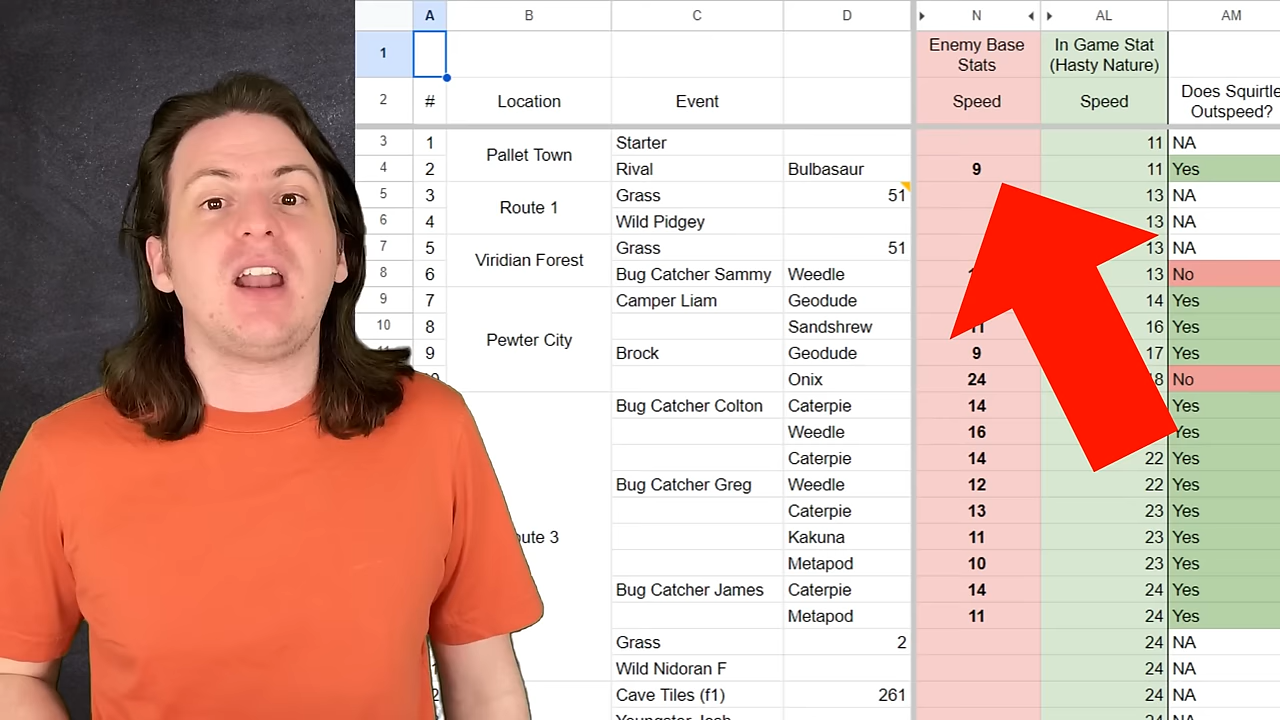 A B C D N AL AM
1 Enemy Base Stats In Game Stat (Hasty Nature)
2 # Location Event Speed Speed Does Squirtle Outspeed?
3 1 Pallet Town Starter 11 NA
4 2 Rival Bulbasaur 9 11 Yes
5 3 Route 1 Grass 51 13 NA
6 4 Wild Pidgey 13 NA
7 5 Viridian Forest Grass 51 13 NA
8 6 Bug Catcher Sammy Weedle 13 No
9 7 Pewter City Camper Liam Geodude 14 Yes
10 8 Sandshrew 11 16 Yes
11 9 Brock Geodude 9 17 Yes
Onix 24 No
Bug Catcher Colton Caterpie 14 Yes
Weedle 16 Yes
Caterpie 14 22 Yes
Bug Catcher Greg Weedle 12 22 Yes
Caterpie 13 23 Yes
Kakuna 11 23 Yes
Metapod 10 23 Yes
Bug Catcher James Caterpie 14 24 Yes
Metapod 11 24 Yes
Grass 2 24 NA
Wild Nidoran F 24 NA
Cave Tiles (f1) 261 24 NA